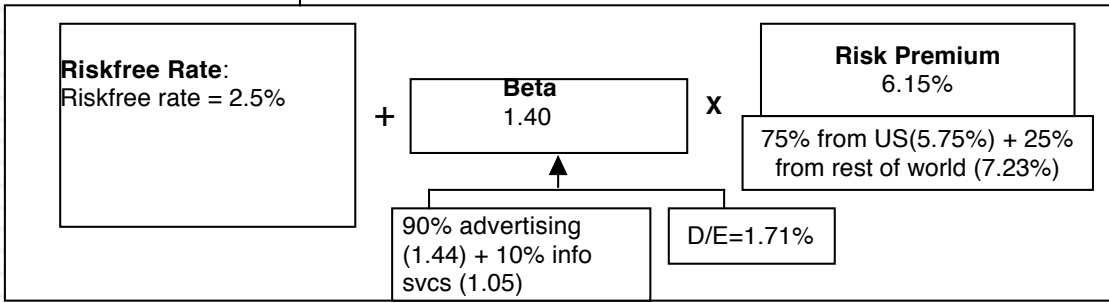 Riskfree Rate:
Riskfree rate = 2.5%
+
Beta
1.40
X
Risk Premium
6.15%
75% from US(5.75%) + 25%
from rest of world (7.23%)
90% advertising
(1.44) + 10% info
svcs (1.05)
D/E=1.71%